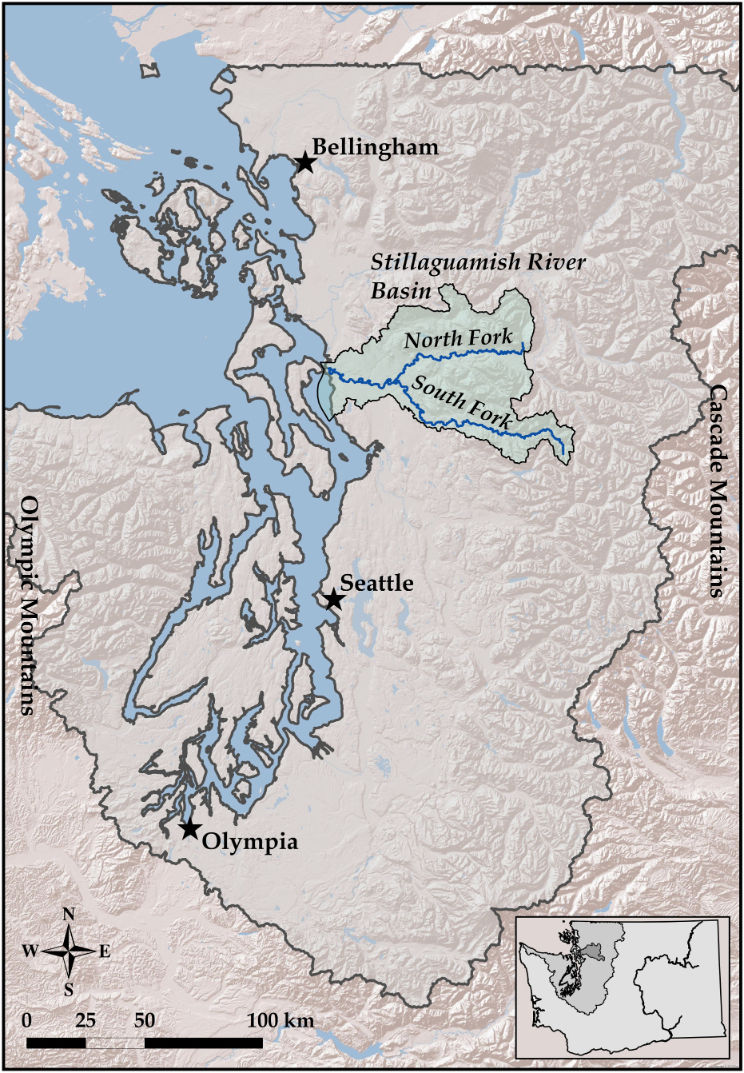 Bellingham
Stillaguamish River
Basin
North Fork
South Fork
Cascade Mountains
Olympic Mountains
Seattle
Olympia
N
W E
S
0 25 50 100 km